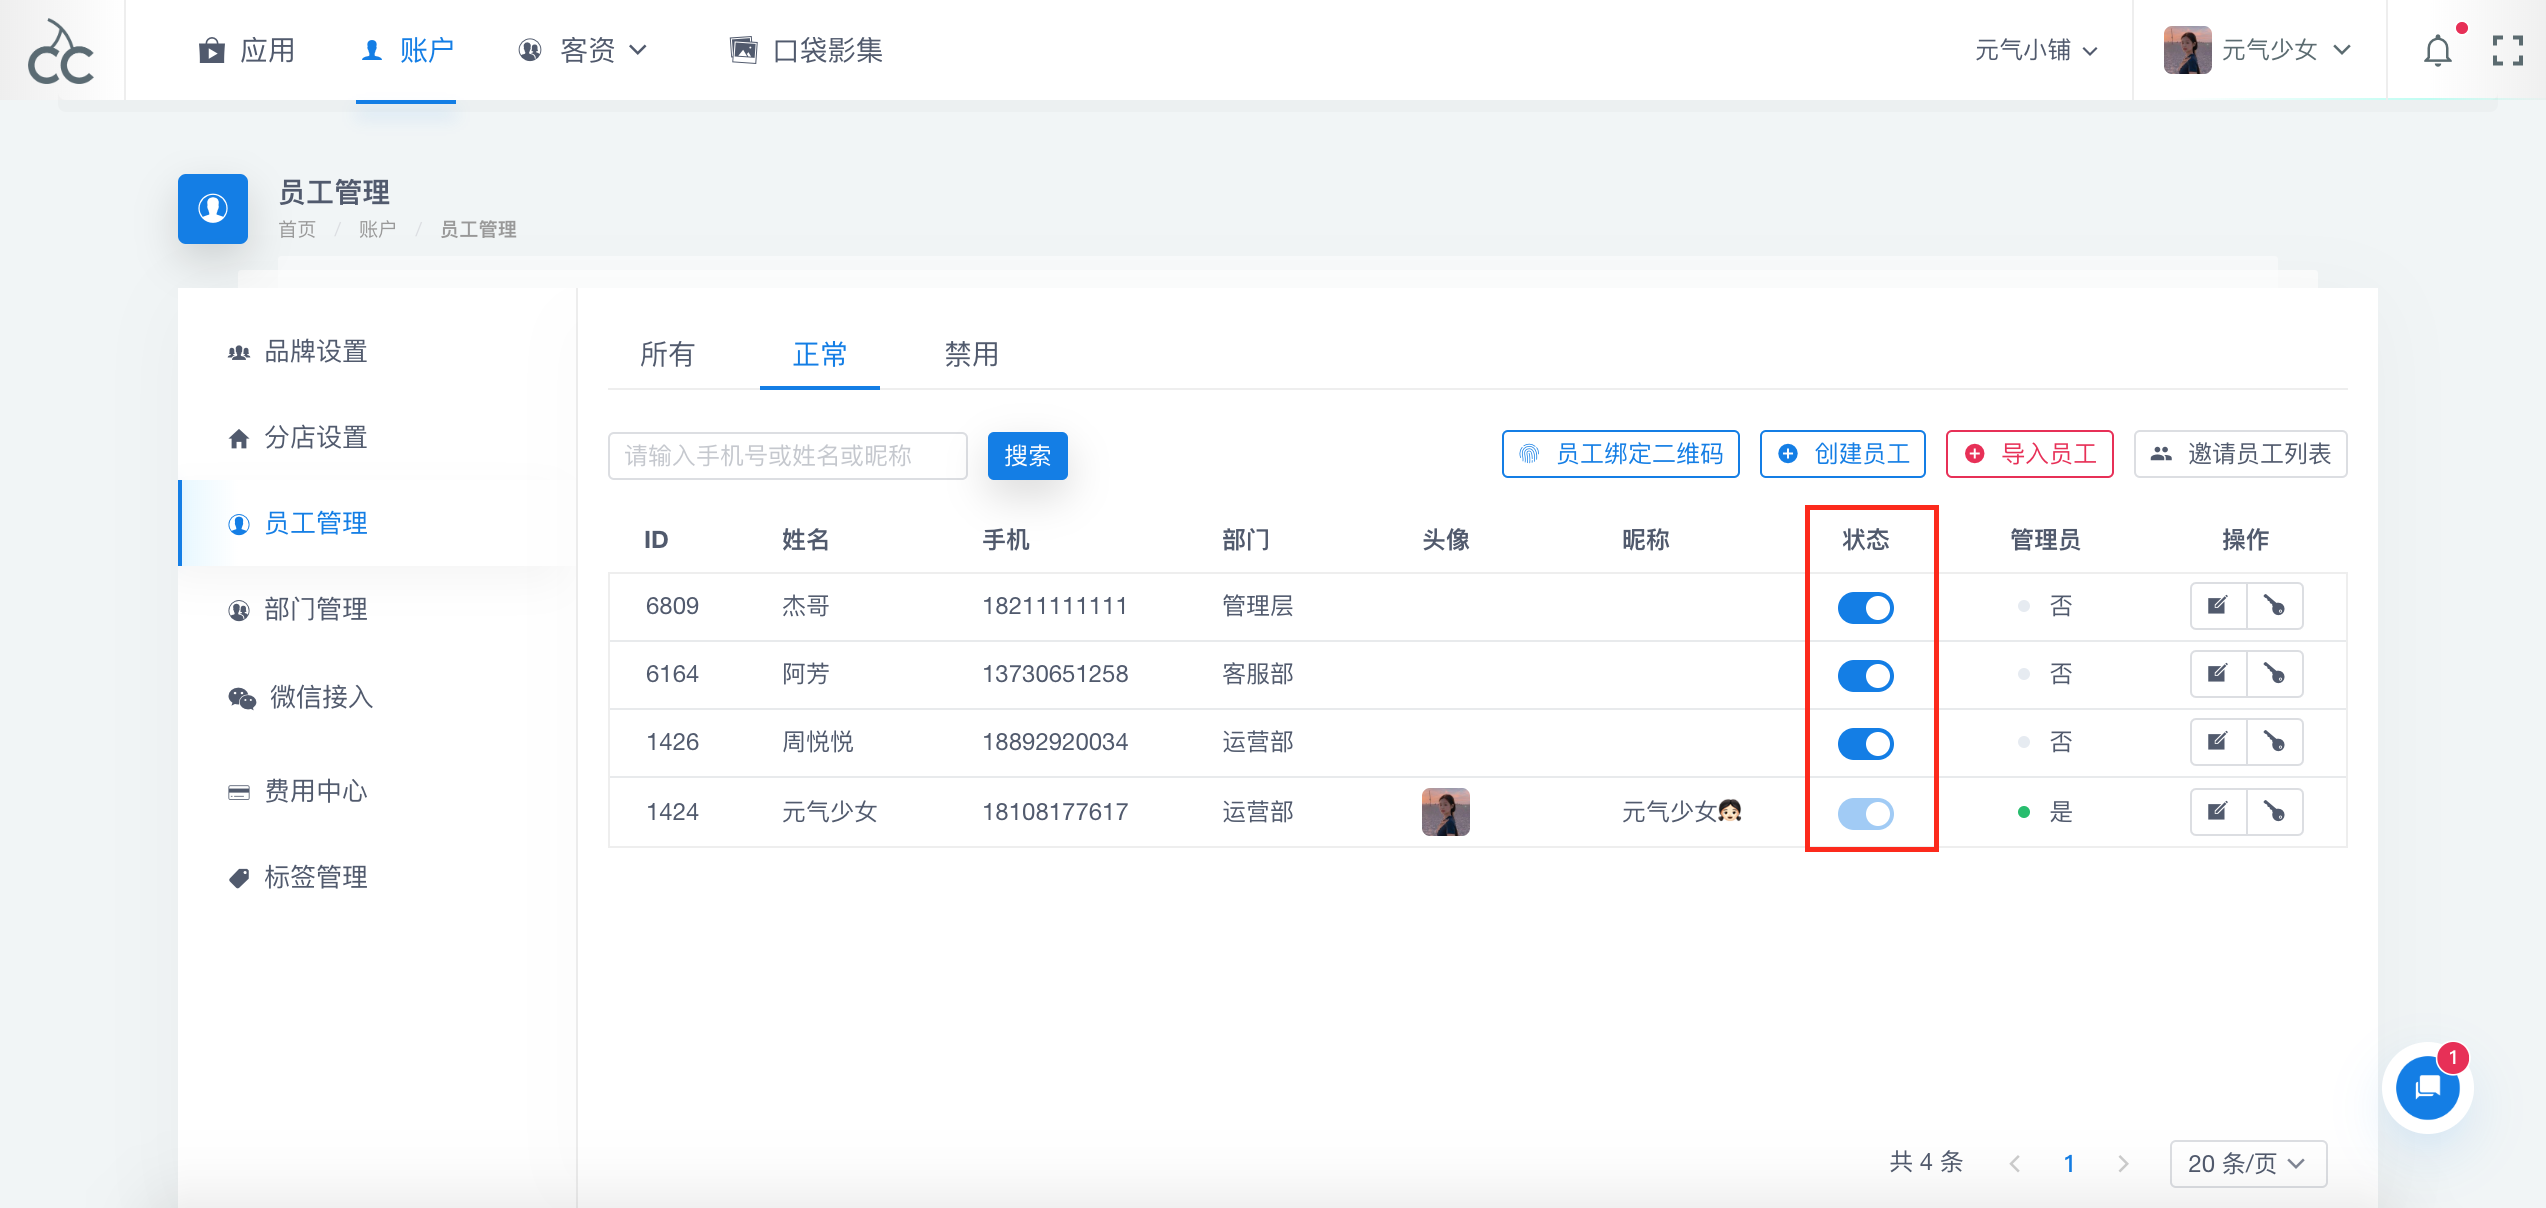 CC
应用
账户
客资
口袋影集
元气小铺
元气少女
员工管理
首页 / 账户 / 员工管理
品牌设置
分店设置
员工管理
部门管理
微信接入
费用中心
标签管理
所有
正常
禁用
请输入手机号或姓名或昵称
搜索
员工绑定二维码
创建员工
导入员工
邀请员工列表
ID 姓名 手机 部门 头像 昵称 状态 管理员 操作
6809 杰哥 18211111111 管理层 否
6164 阿芳 13730651258 客服部 否
1426 周悦悦 18892920034 运营部 否
1424 元气少女 18108177617 运营部 元气少女👧🏻 是
1
共 4 条 1 20 条/页